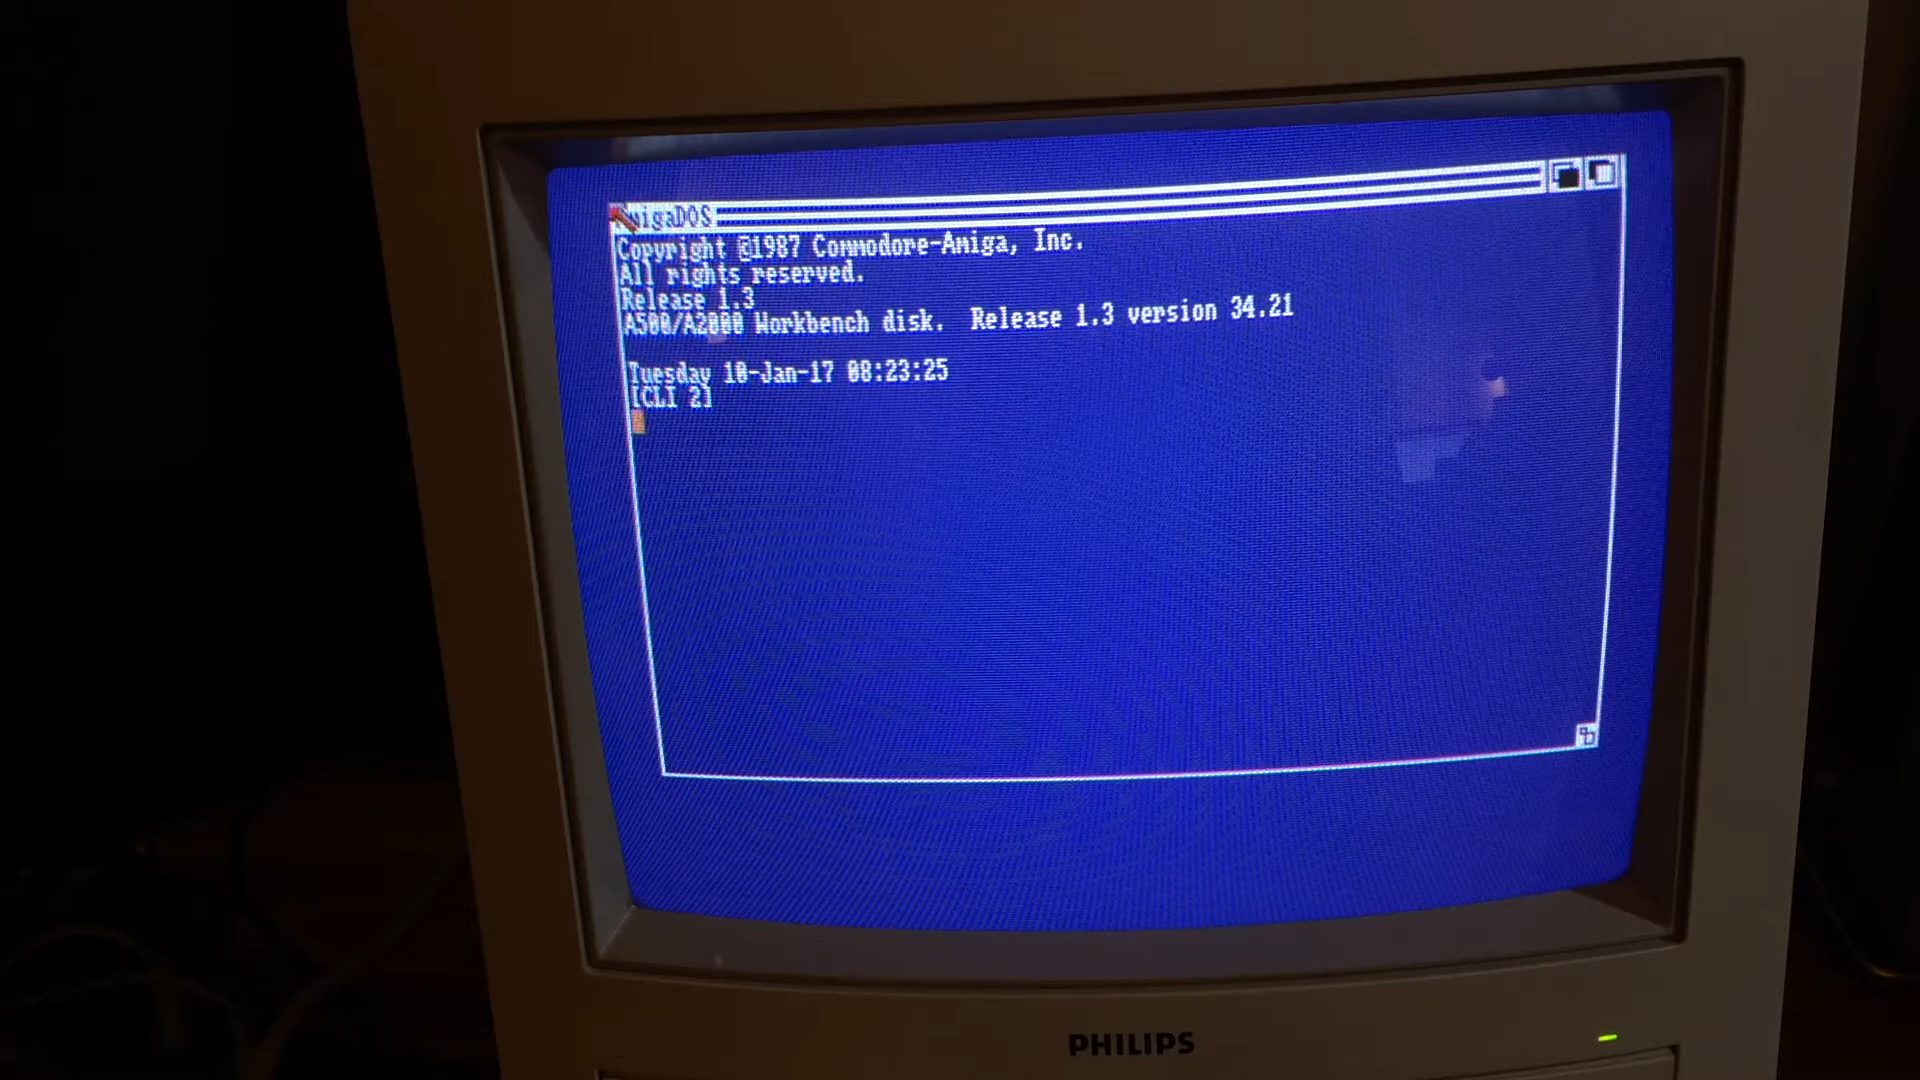 AmigaDOS
Copyright ©1987 Commodore-Amiga, Inc.
All rights reserved.
Release 1.3
A500/A2000 Workbench disk.  Release 1.3 version 34.21
Tuesday 10-Jan-17 08:23:25
[CLI 2]
PHILIPS